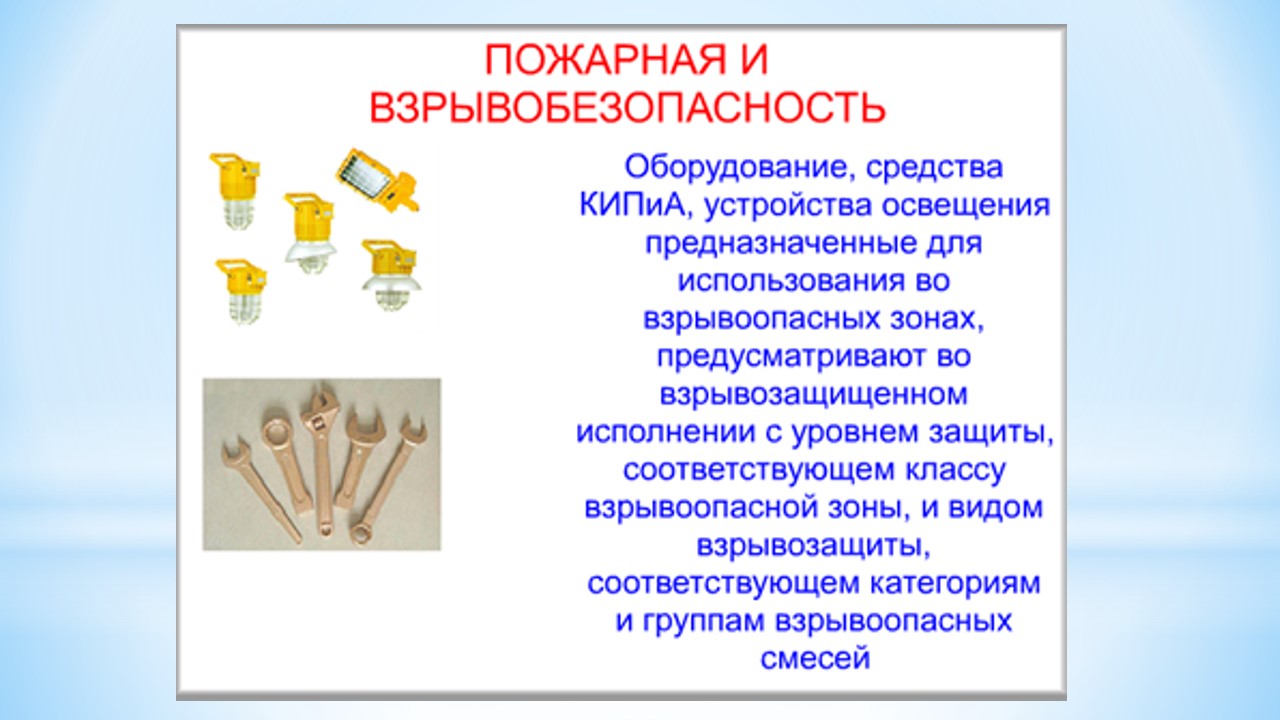 ПОЖАРНАЯ И
ВЗРЫВОБЕЗОПАСНОСТЬ
Оборудование, средства
КИПиА, устройства освещения
предназначенные для
использования во
взрывоопасных зонах,
предусматривают во
взрывозащищенном
исполнении с уровнем защиты,
соответствующем классу
взрывоопасной зоны, и видом
взрывозащиты,
соответствующем категориям
и группам взрывоопасных
смесей